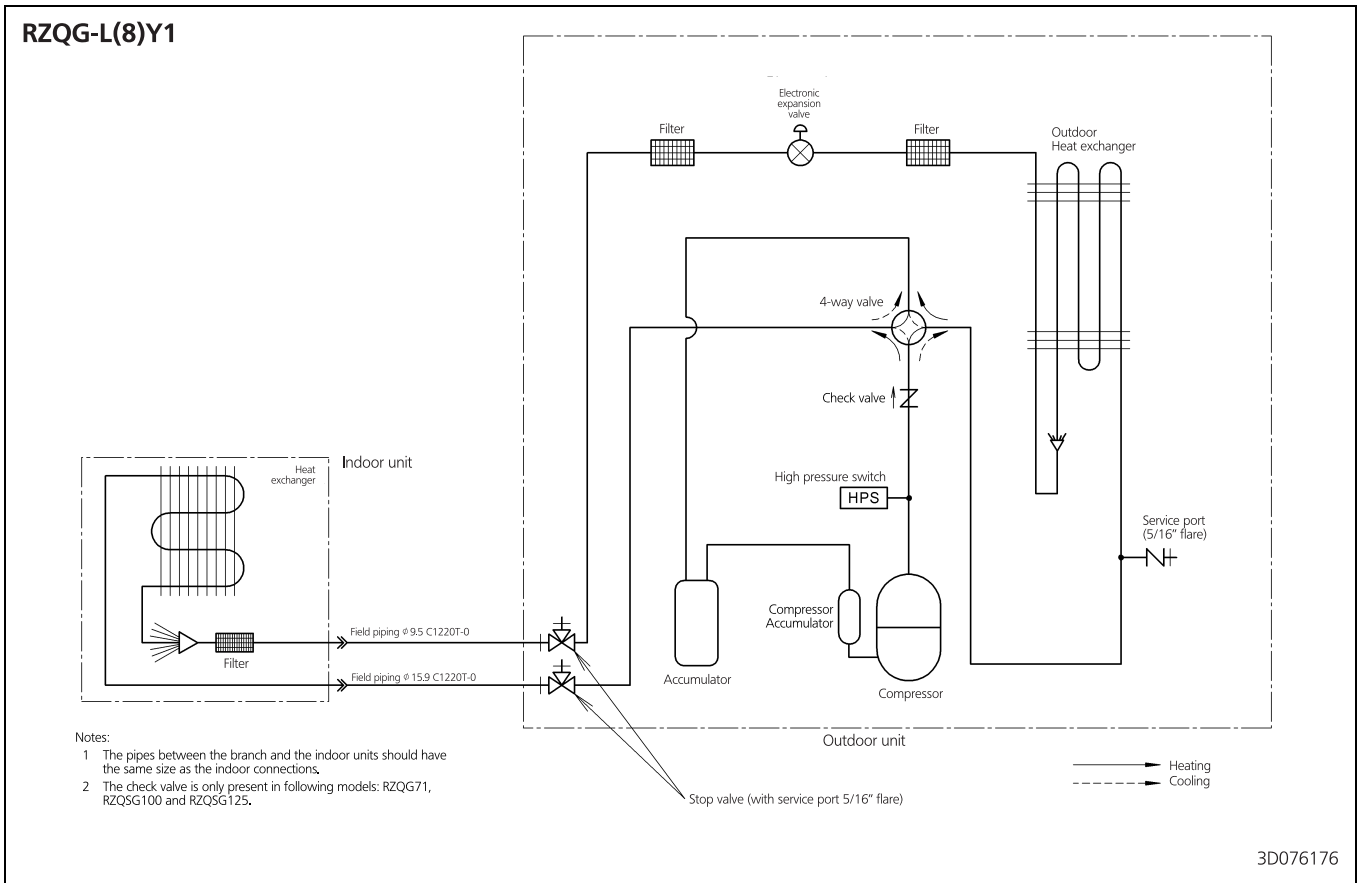 RZQG-L(8)Y1
Electronic
expansion
valve
Filter
Filter
Outdoor
Heat exchanger
4-way valve
Check valve
High pressure switch
HPS
Indoor unit
Heat
exchanger
Service port
(5/16" flare)
Compressor
Accumulator
Field piping ø 9.5 C1220T-0
Filter
Field piping ø 15.9 C1220T-0
Accumulator
Compressor
Outdoor unit
Notes:
1 The pipes between the branch and the indoor units should have
the same size as the indoor connections.
2 The check valve is only present in following models: RZQG71,
RZQSG100 and RZQSG125.
Stop valve (with service port 5/16" flare)
Heating
Cooling
3D076176